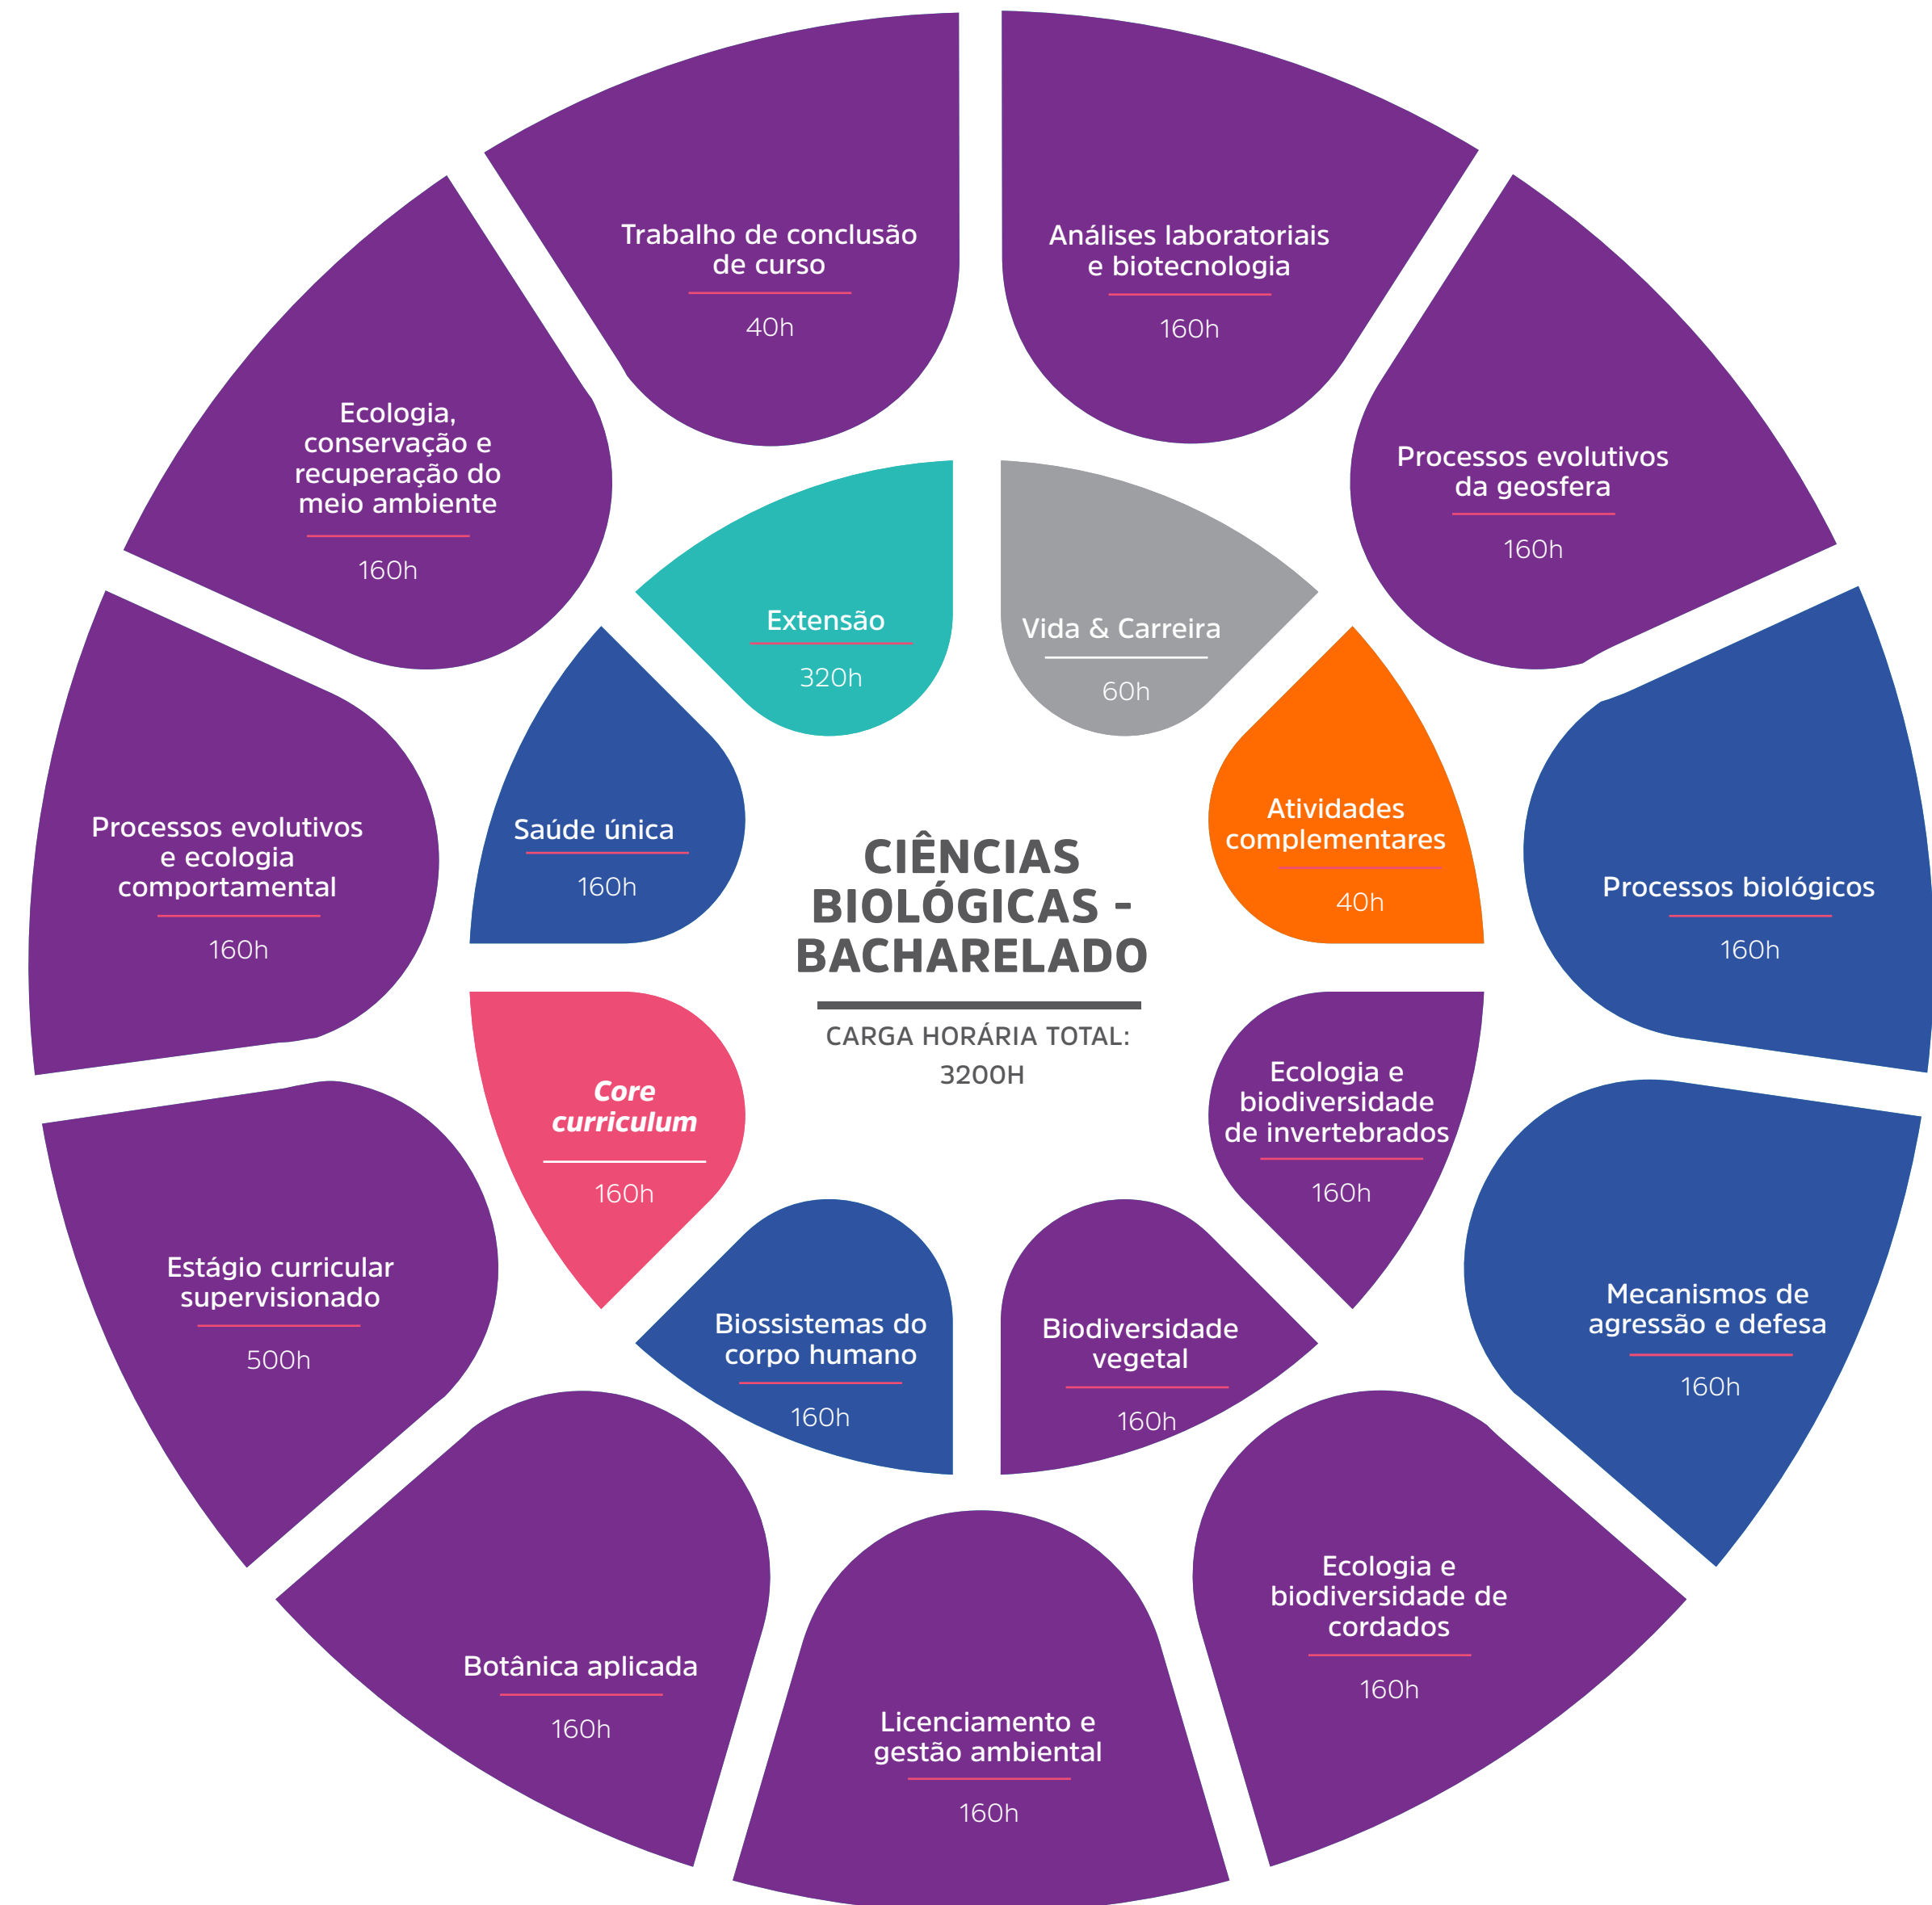 Trabalho de conclusão
de curso
40h
Análises laboratoriais
e biotecnologia
160h
Ecologia,
conservação e
recuperação do
meio ambiente
160h
Processos evolutivos
da geosfera
160h
Extensão
320h
Vida & Carreira
60h
Processos evolutivos
e ecologia
comportamental
160h
Saúde única
160h
CIÊNCIAS
BIOLÓGICAS -
BACHARELADO
CARGA HORÁRIA TOTAL:
3200H
Atividades
complementares
40h
Processos biológicos
160h
Core
curriculum
160h
Ecologia e
biodiversidade
de invertebrados
160h
Estágio curricular
supervisionado
500h
Biossistemas do
corpo humano
160h
Biodiversidade
vegetal
160h
Mecanismos de
agressão e defesa
160h
Botânica aplicada
160h
Licenciamento e
gestão ambiental
160h
Ecologia e
biodiversidade de
cordados
160h